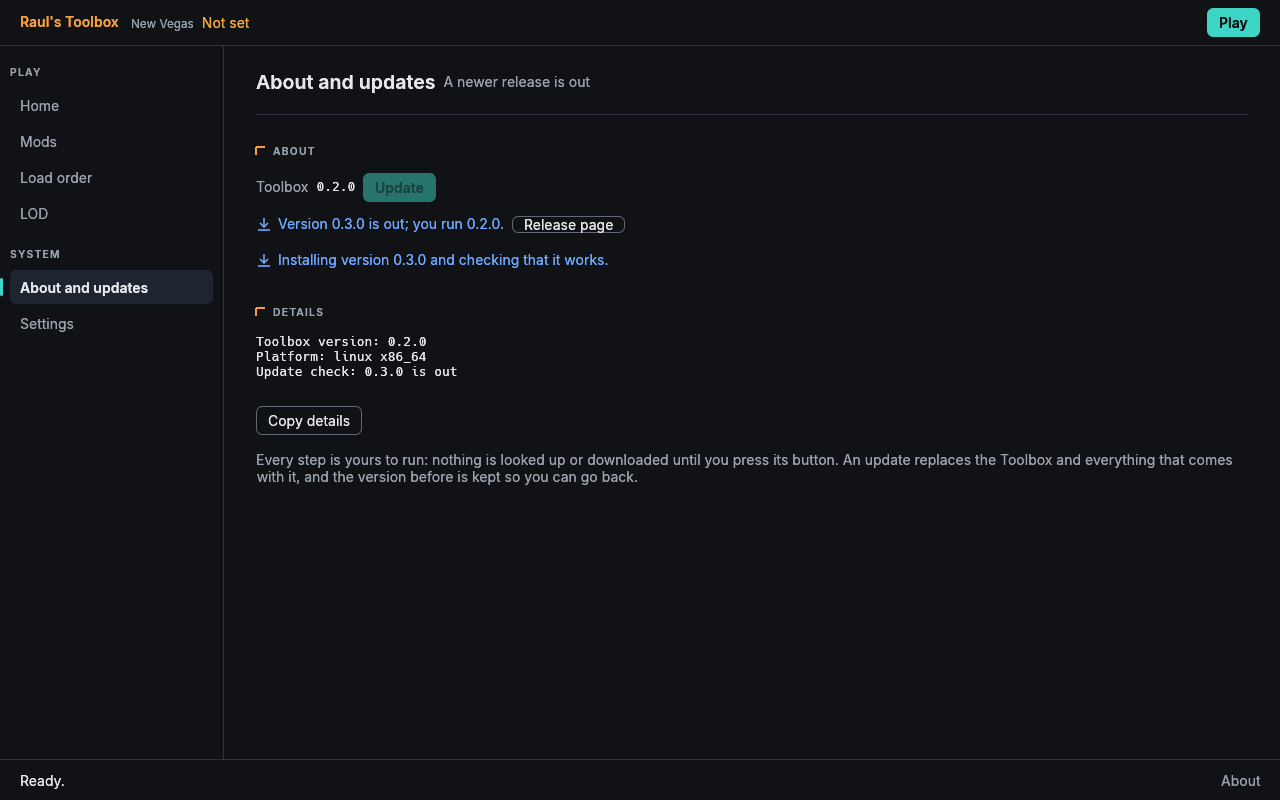 Raul's Toolbox New Vegas Not set Play
PLAY
Home
Mods
Load order
LOD
SYSTEM
About and updates
Settings
About and updates A newer release is out
ABOUT
Toolbox 0.2.0 Update
Version 0.3.0 is out; you run 0.2.0. Release page
Installing version 0.3.0 and checking that it works.
DETAILS
Toolbox version: 0.2.0
Platform: linux x86_64
Update check: 0.3.0 is out
Copy details
Every step is yours to run: nothing is looked up or downloaded until you press its button. An update replaces the Toolbox and everything that comes
with it, and the version before is kept so you can go back.
Ready. About